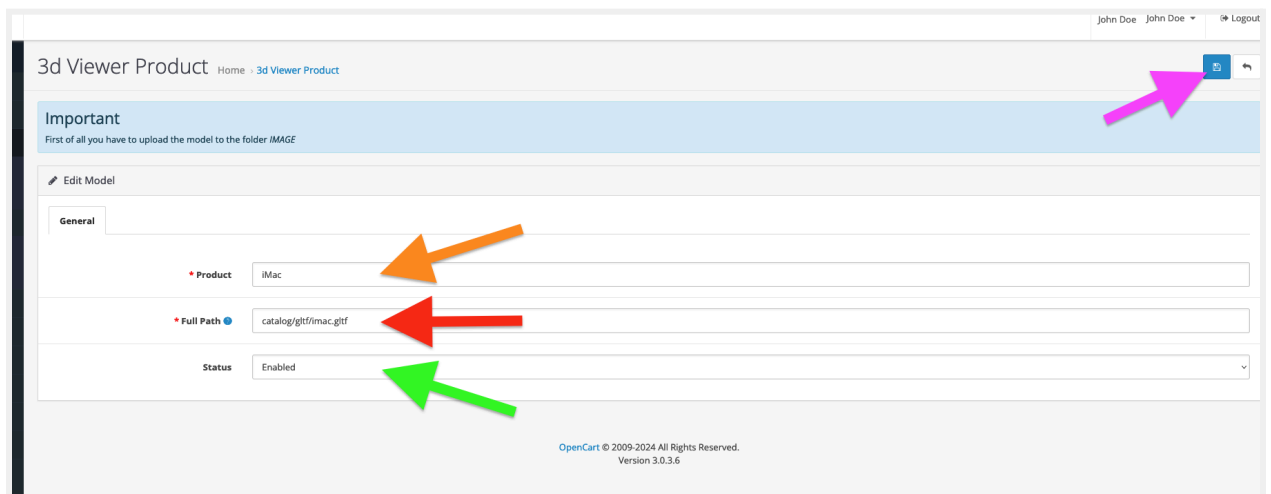 John Doe John Doe Logout
3d Viewer Product Home › 3d Viewer Product
Important
First of all you have to upload the model to the folder IMAGE
Edit Model
General
* Product iMac
* Full Path catalog/gltf/imac.gltf
Status Enabled
OpenCart © 2009-2024 All Rights Reserved.
Version 3.0.3.6